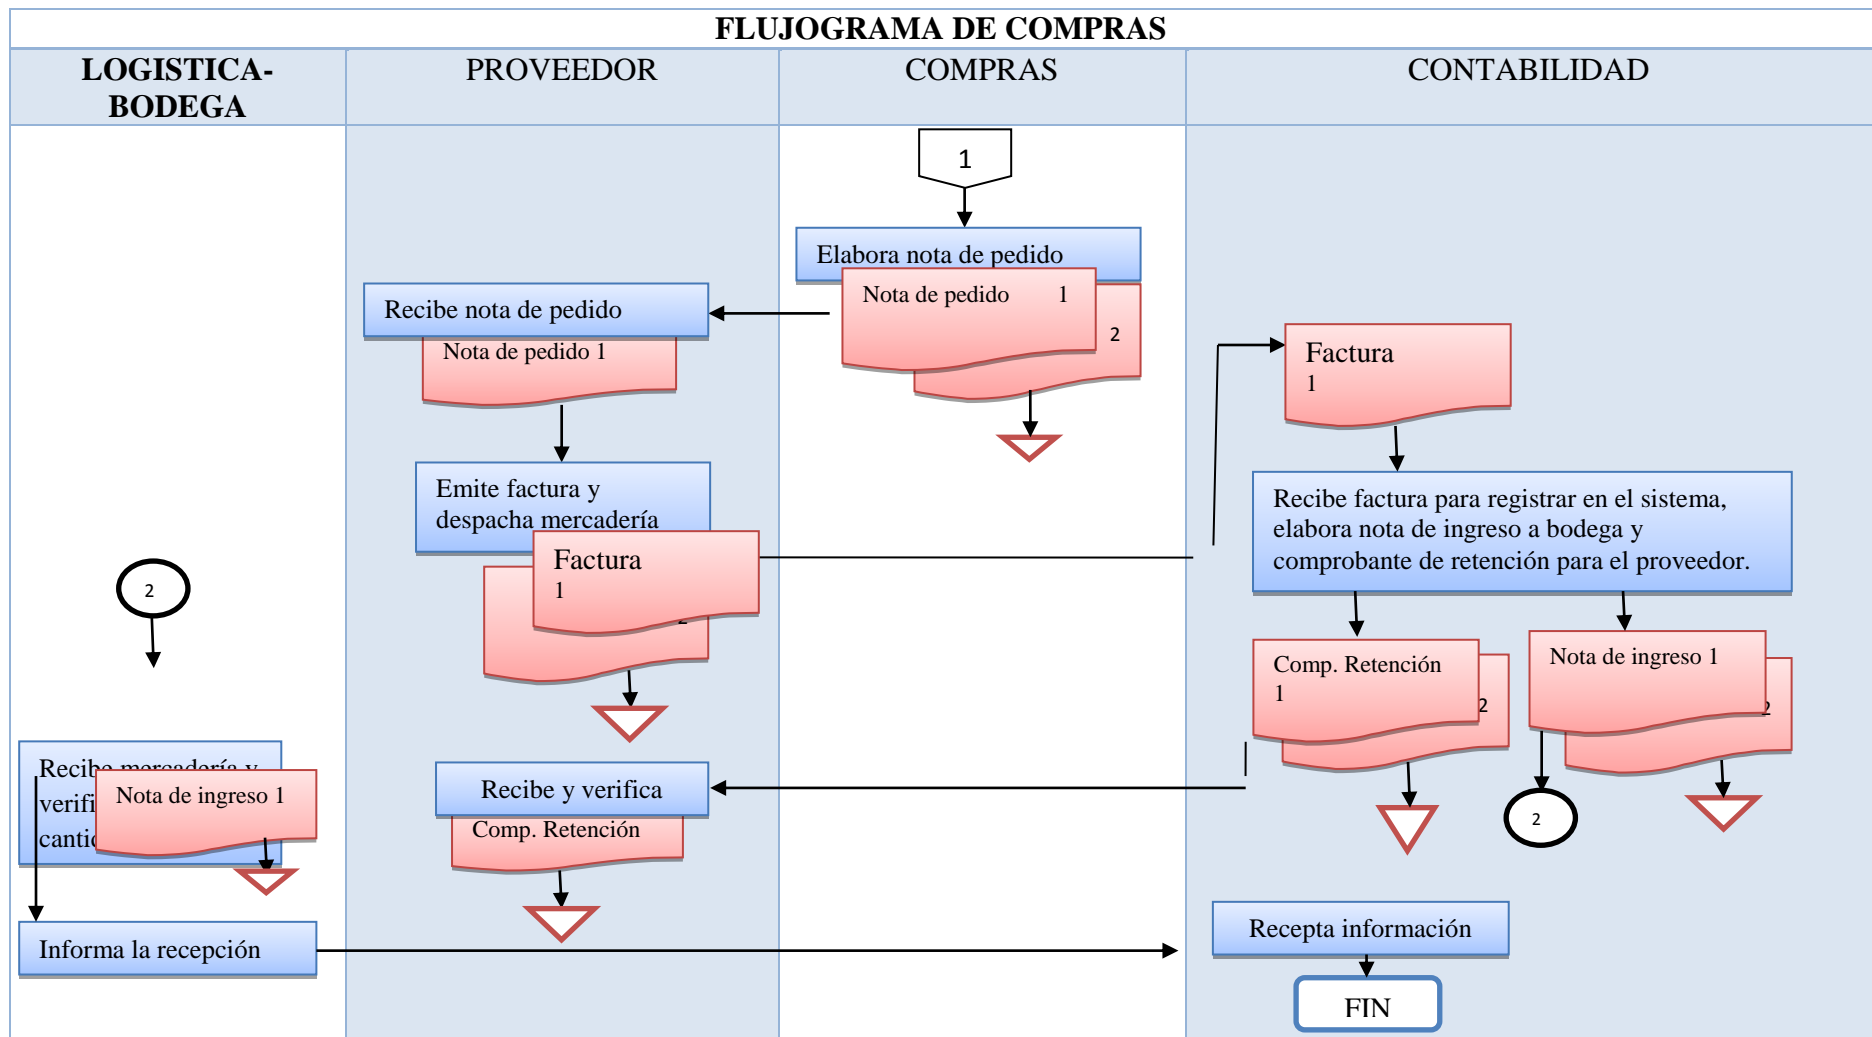 FLUJOGRAMA DE COMPRAS
LOGISTICA-
BODEGA
PROVEEDOR
COMPRAS
CONTABILIDAD
1
Elabora nota de pedido
Nota de pedido 1
2
Recibe nota de pedido
Nota de pedido 1
Factura
1
Emite factura y
despacha mercadería
Factura
1
2
Recibe factura para registrar en el sistema,
elabora nota de ingreso a bodega y
comprobante de retención para el proveedor.
2
Comp. Retención
1
2
Nota de ingreso 1
2
Recibe mercadería y
Nota de ingreso 1
Recibe y verifica
Comp. Retención
2
Informa la recepción
Recepta información
FIN